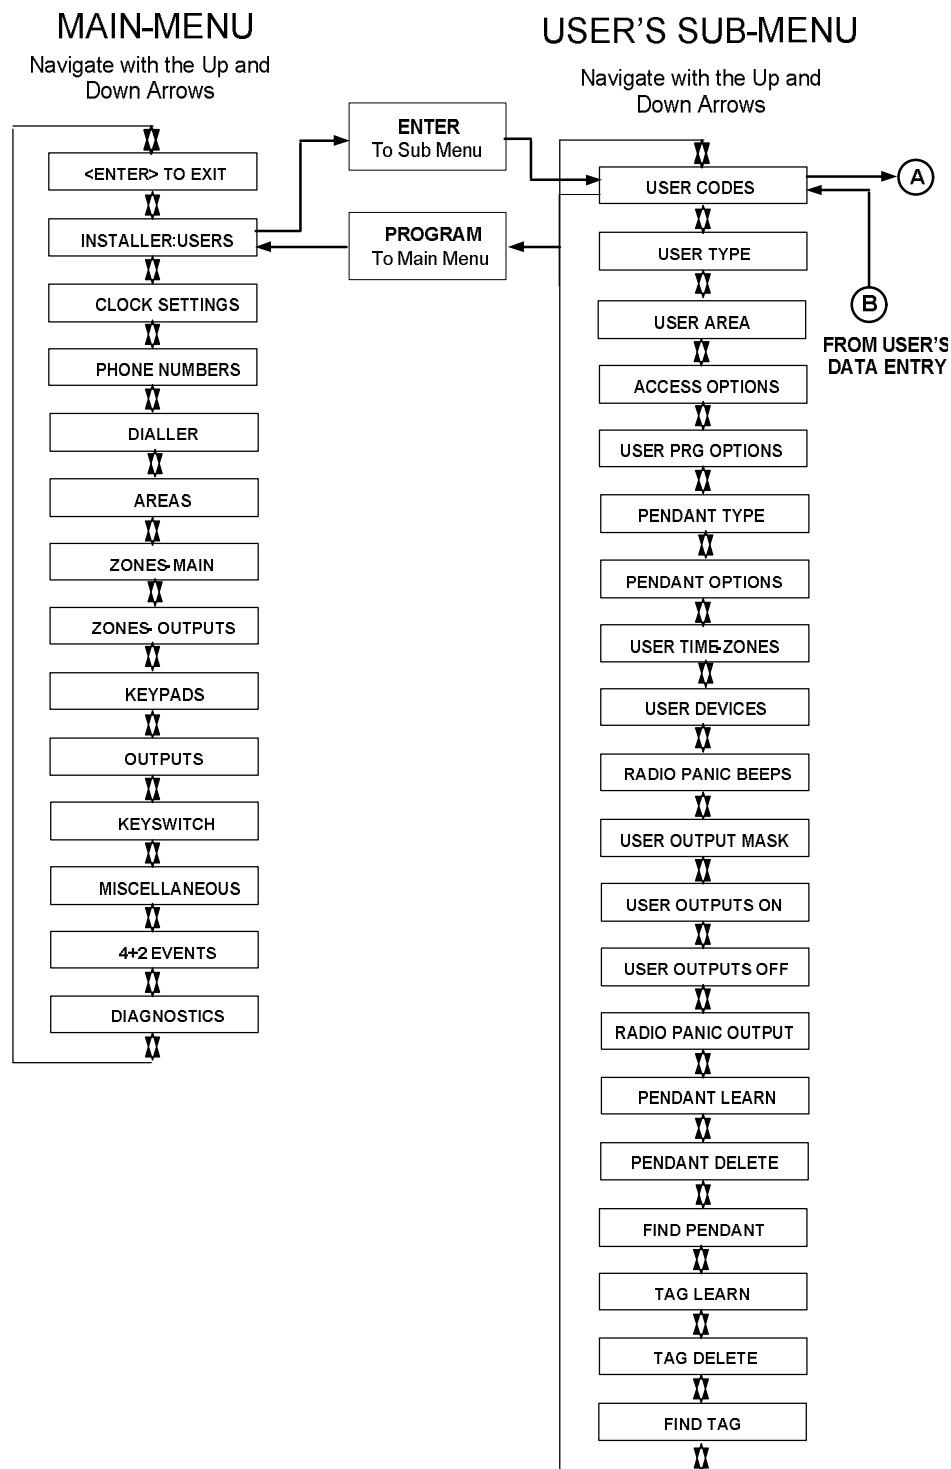 MAIN-MENU
Navigate with the Up and
Down Arrows
<ENTER> TO EXIT
INSTALLER:USERS
CLOCK SETTINGS
PHONE NUMBERS
DIALLER
AREAS
ZONES-MAIN
ZONES- OUTPUTS
KEYPADS
OUTPUTS
KEYSWITCH
MISCELLANEOUS
4+2 EVENTS
DIAGNOSTICS
ENTER
To Sub Menu
PROGRAM
To Main Menu
USER'S SUB-MENU
Navigate with the Up and
Down Arrows
USER CODES
USER TYPE
USER AREA
ACCESS OPTIONS
USER PRG OPTIONS
PENDANT TYPE
PENDANT OPTIONS
USER TIME-ZONES
USER DEVICES
RADIO PANIC BEEPS
USER OUTPUT MASK
USER OUTPUTS ON
USER OUTPUTS OFF
RADIO PANIC OUTPUT
PENDANT LEARN
PENDANT DELETE
FIND PENDANT
TAG LEARN
TAG DELETE
FIND TAG
A
B
FROM USER'S
DATA ENTRY